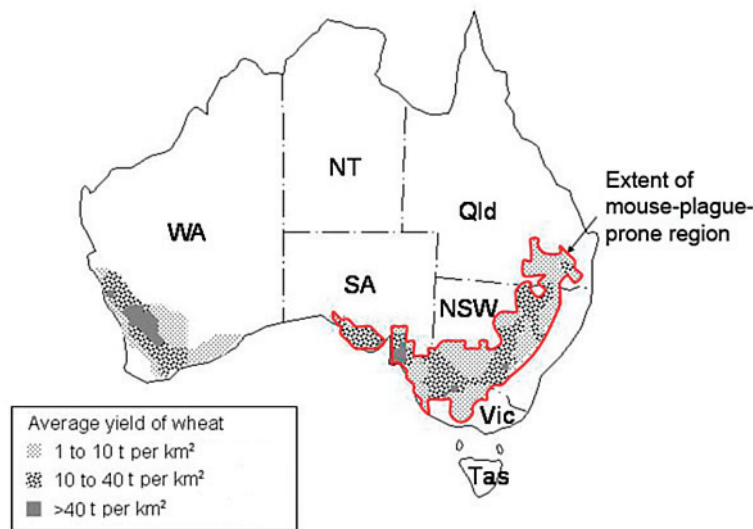 NT
Qld
WA
Extent of
mouse-plague-
prone region
SA
NSW
Vic
Tas
Average yield of wheat
1 to 10 t per km²
10 to 40 t per km²
>40 t per km²